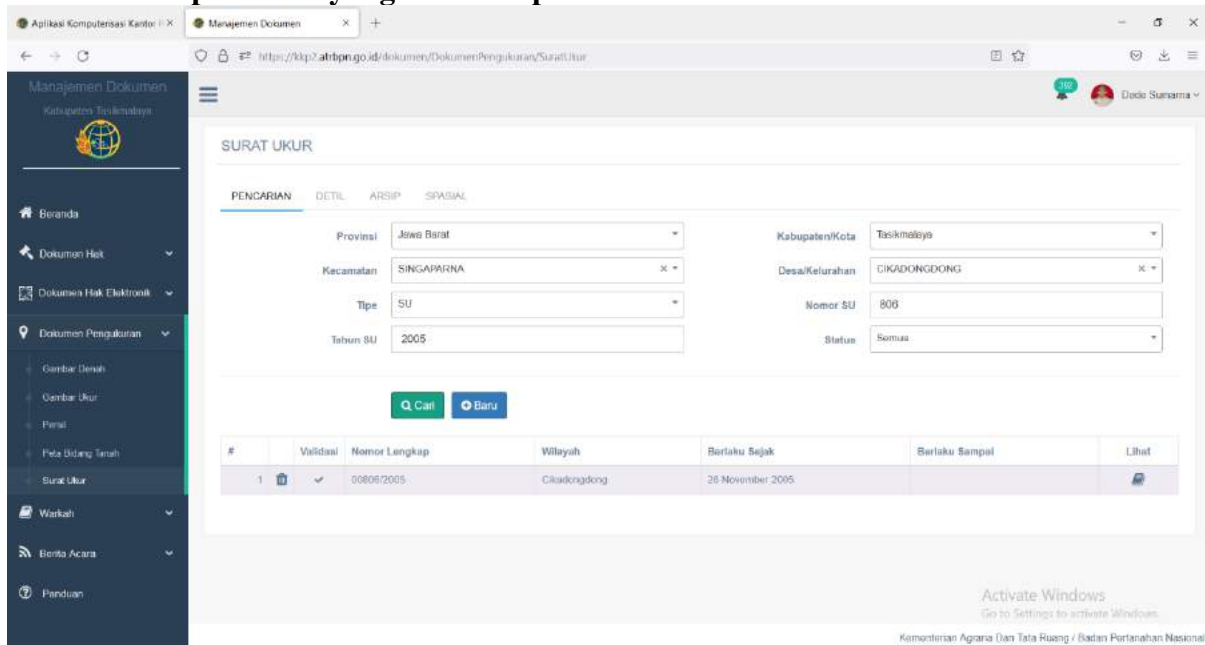 Aplikasi Komputerisasi Kantor
Manajemen Dokumen
https://kkp2.atrbpn.go.id/dokumen/DokumenPengukuran/SuratUkur
Manajemen Dokumen
Kabupaten Tasikmalaya
392
Dede Sumarna
SURAT UKUR
PENCARIAN DETIL ARSIP SPASIAL
Beranda
Dokumen Hak
Dokumen Hak Elektronik
Dokumen Pengukuran
Gambar Denah
Gambar Ukur
Persil
Peta Bidang Tanah
Surat Ukur
Warkah
Berita Acara
Panduan
Provinsi Jawa Barat Kabupaten/Kota Tasikmalaya
Kecamatan SINGAPARNA Desa/Kelurahan CIKADONGDONG
Tipe SU Nomor SU 806
Tahun SU 2005 Status Semua
Cari Baru
# Validasi Nomor Lengkap Wilayah Berlaku Sejak Berlaku Sampai Lihat
1 00806/2005 Cikadongdong 26 November 2005
Activate Windows
Go to Settings to activate Windows.
Kementerian Agraria Dan Tata Ruang / Badan Pertanahan Nasional